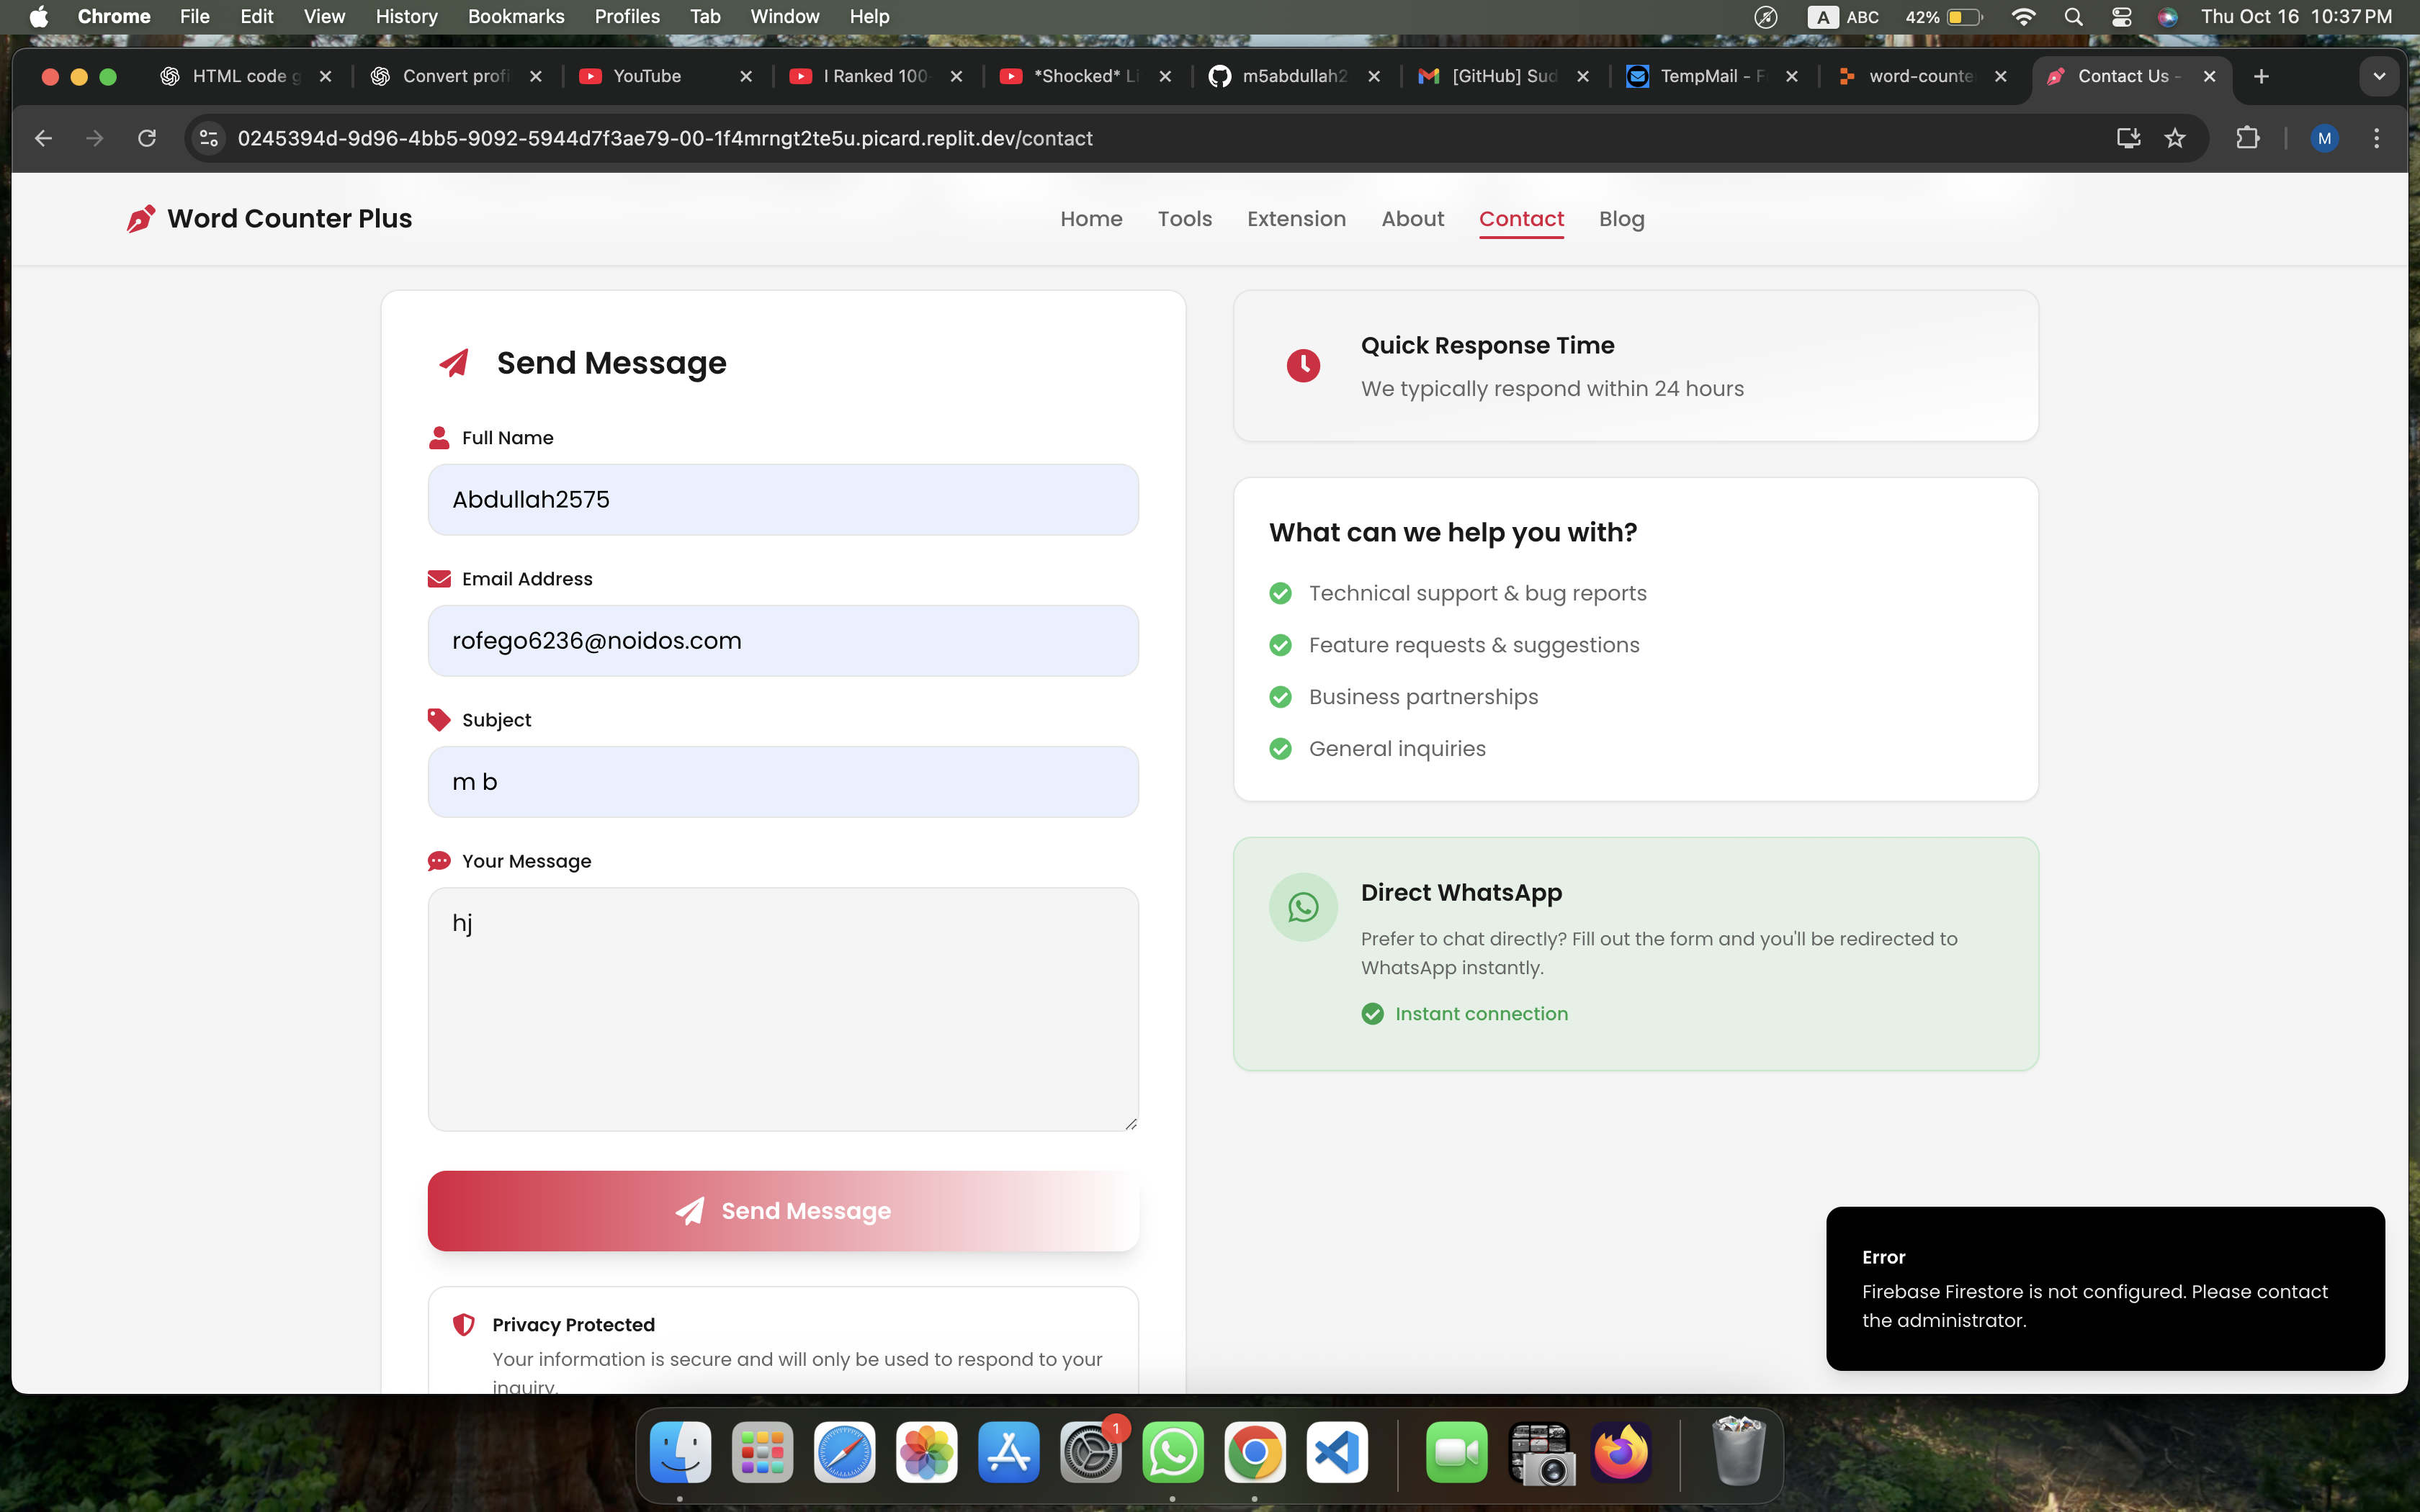 Chrome File Edit View History Bookmarks Profiles Tab Window Help
A ABC 42% Thu Oct 16 10:37 PM
HTML code g
Convert profi
YouTube
I Ranked 100
*Shocked* Li
m5abdullah2
[GitHub] Sud
TempMail - F
word-counte
Contact Us -
0245394d-9d96-4bb5-9092-5944d7f3ae79-00-1f4mrngt2te5u.picard.replit.dev/contact
M
Word Counter Plus
Home Tools Extension About Contact Blog
Send Message
Full Name
Abdullah2575
Email Address
rofego6236@noidos.com
Subject
m b
Your Message
hj
Send Message
Privacy Protected
Your information is secure and will only be used to respond to your
inquiry.
Quick Response Time
We typically respond within 24 hours
What can we help you with?
Technical support & bug reports
Feature requests & suggestions
Business partnerships
General inquiries
Direct WhatsApp
Prefer to chat directly? Fill out the form and you'll be redirected to
WhatsApp instantly.
Instant connection
Error
Firebase Firestore is not configured. Please contact
the administrator.
1